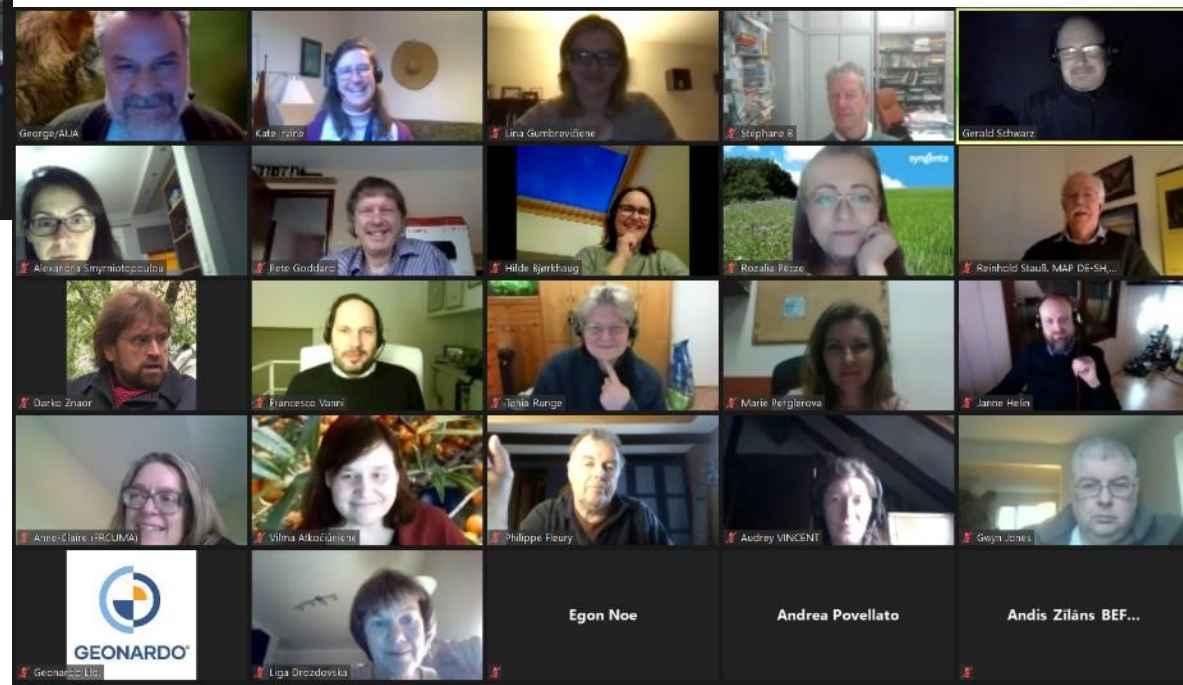 George/AUA
Kate Irvine
Lina Gumbrevičienė
Stéphane B
Gerald Schwarz
Alexandra Smyrniotopoulou
Pete Goddard
Hilde Bjørkhaug
syngenta
Rozalia
Reinhold Stauß. MAP DE-SH,...
Darko Znaor
Francesco Vanni
Tania Runge
Marie Perglerova
Janne Helin
Anne-Claire (FRCUMA)
Vilma Atkočiūnienė
Philippe Fleury
Audrey VINCENT
Gwyn Jones
GEONARDO
Geonardo Ltd.
Liga Drozdovska
Egon Noe
Andrea Povellato
Andis Zīlāns BEF...